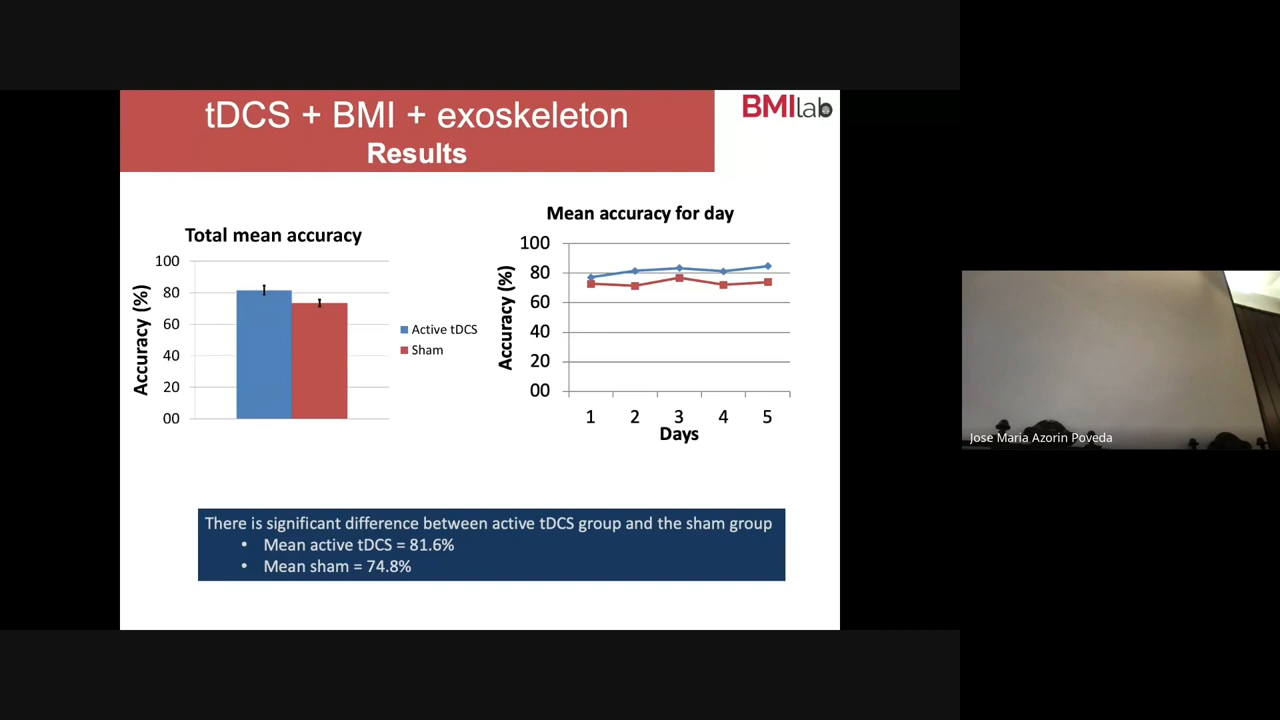 tDCS + BMI + exoskeleton
Results
BMIlab
Total mean accuracy
100
80
60
40
20
00
Accuracy (%)
Active tDCS
Sham
Mean accuracy for day
100
80
60
40
20
00
Accuracy (%)
1 2 3 4 5
Days
There is significant difference between active tDCS group and the sham group
• Mean active tDCS = 81.6%
• Mean sham = 74.8%
Jose Maria Azorin Poveda